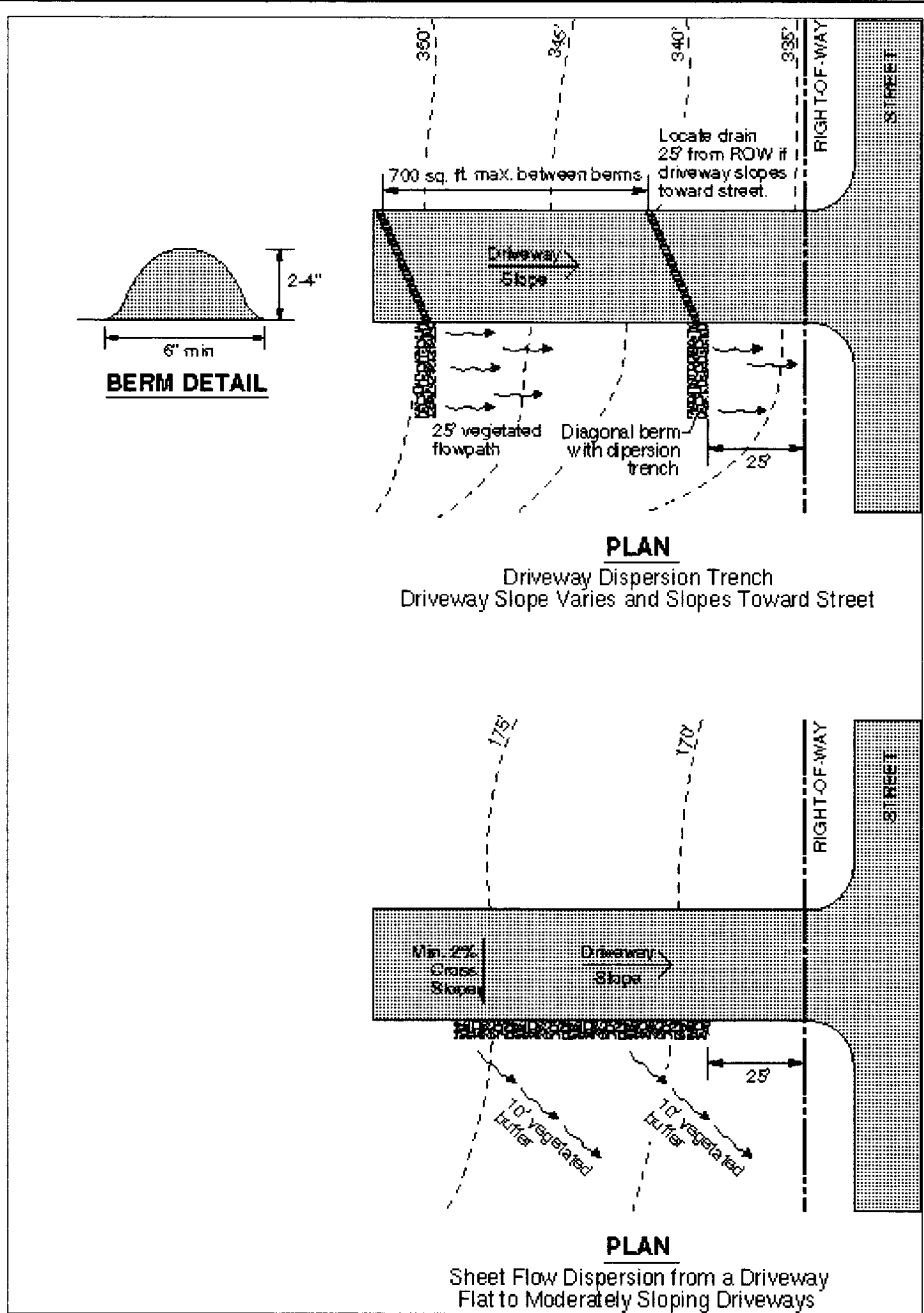 350'
345'
340'
335'
RIGHT-OF-WAY
STREET
Locate drain
25' from ROW if
driveway slopes
toward street.
700 sq. ft. max. between berms
Driveway
Slope
2-4"
6" min
BERM DETAIL
25' vegetated
flowpath
Diagonal berm
with dipersion
trench
25'
PLAN
Driveway Dispersion Trench
Driveway Slope Varies and Slopes Toward Street
175'
170'
RIGHT-OF-WAY
STREET
Min. 2%
Cross
Slope
Driveway
Slope
25'
10' vegetated
buffer
10' vegetated
buffer
PLAN
Sheet Flow Dispersion from a Driveway
Flat to Moderately Sloping Driveways